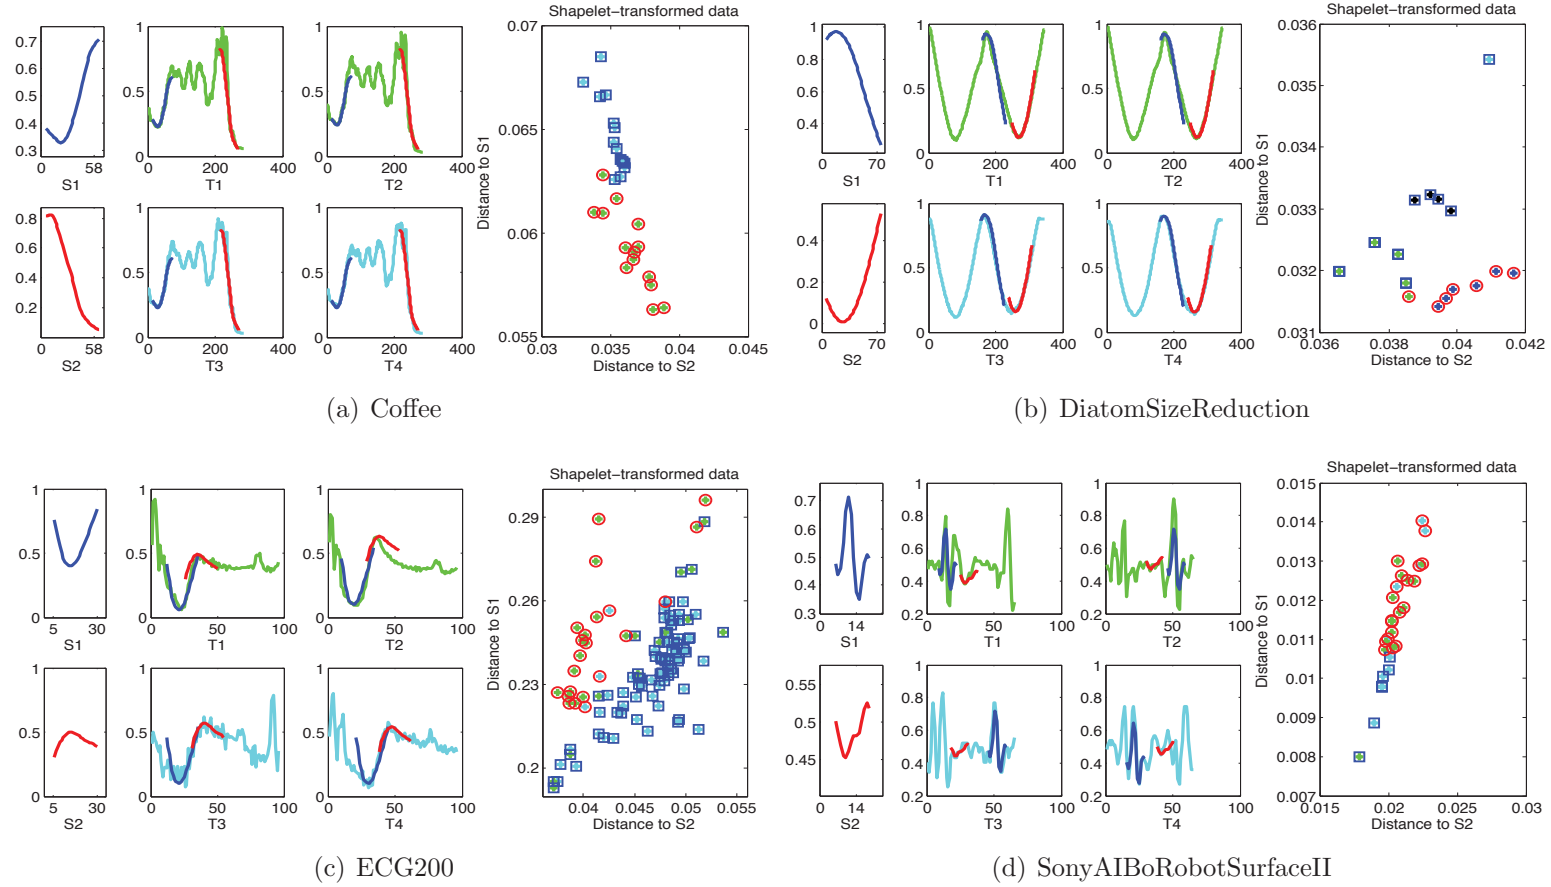 Shapelet−transformed data
0.7
0.6
0.5
0.4
0.3
0 58
S1
1
0.5
0
0 200 400
T1
1
0.5
0
0 200 400
T2
0.8
0.6
0.4
0.2
0 58
S2
1
0.5
0
0 200 400
T3
1
0.5
0
0 200 400
T4
0.07
0.065
0.06
0.055
Distance to S1
0.03 0.035 0.04 0.045
Distance to S2
(a) Coffee
Shapelet−transformed data
0.8
0.6
0.4
0 70
S1
1
0.5
0
0 200 400
T1
1
0.5
0
0 200 400
T2
0.4
0.2
0
0 70
S2
1
0.5
0
0 200 400
T3
1
0.5
0
0 200 400
T4
0.036
0.035
0.034
0.033
0.032
0.031
Distance to S1
0.036 0.038 0.04 0.042
Distance to S2
(b) DiatomSizeReduction
Shapelet−transformed data
1
0.5
0
5 30
S1
1
0.5
0
0 50 100
T1
1
0.5
0
0 50 100
T2
1
0.5
0
5 30
S2
1
0.5
0
0 50 100
T3
1
0.5
0
0 50 100
T4
0.29
0.26
0.23
0.2
Distance to S1
0.04 0.045 0.05 0.055
Distance to S2
(c) ECG200
Shapelet−transformed data
0.7
0.6
0.5
0.4
0.3
14
S1
1
0.8
0.6
0.4
0.2
0 50 100
T1
1
0.8
0.6
0.4
0.2
0 50 100
T2
0.55
0.5
0.45
14
S2
1
0.8
0.6
0.4
0.2
0 50 100
T3
1
0.8
0.6
0.4
0.2
0 50 100
T4
0.015
0.014
0.013
0.012
0.011
0.01
0.009
0.008
0.007
Distance to S1
0.015 0.02 0.025 0.03
Distance to S2
(d) SonyAIBoRobotSurfaceII